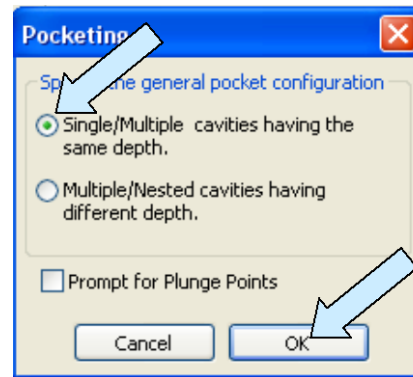 Pocketing
the general pocket configuration
Single/Multiple cavities having the
same depth.
Multiple/Nested cavities having
different depth.
Prompt for Plunge Points
Cancel
OK